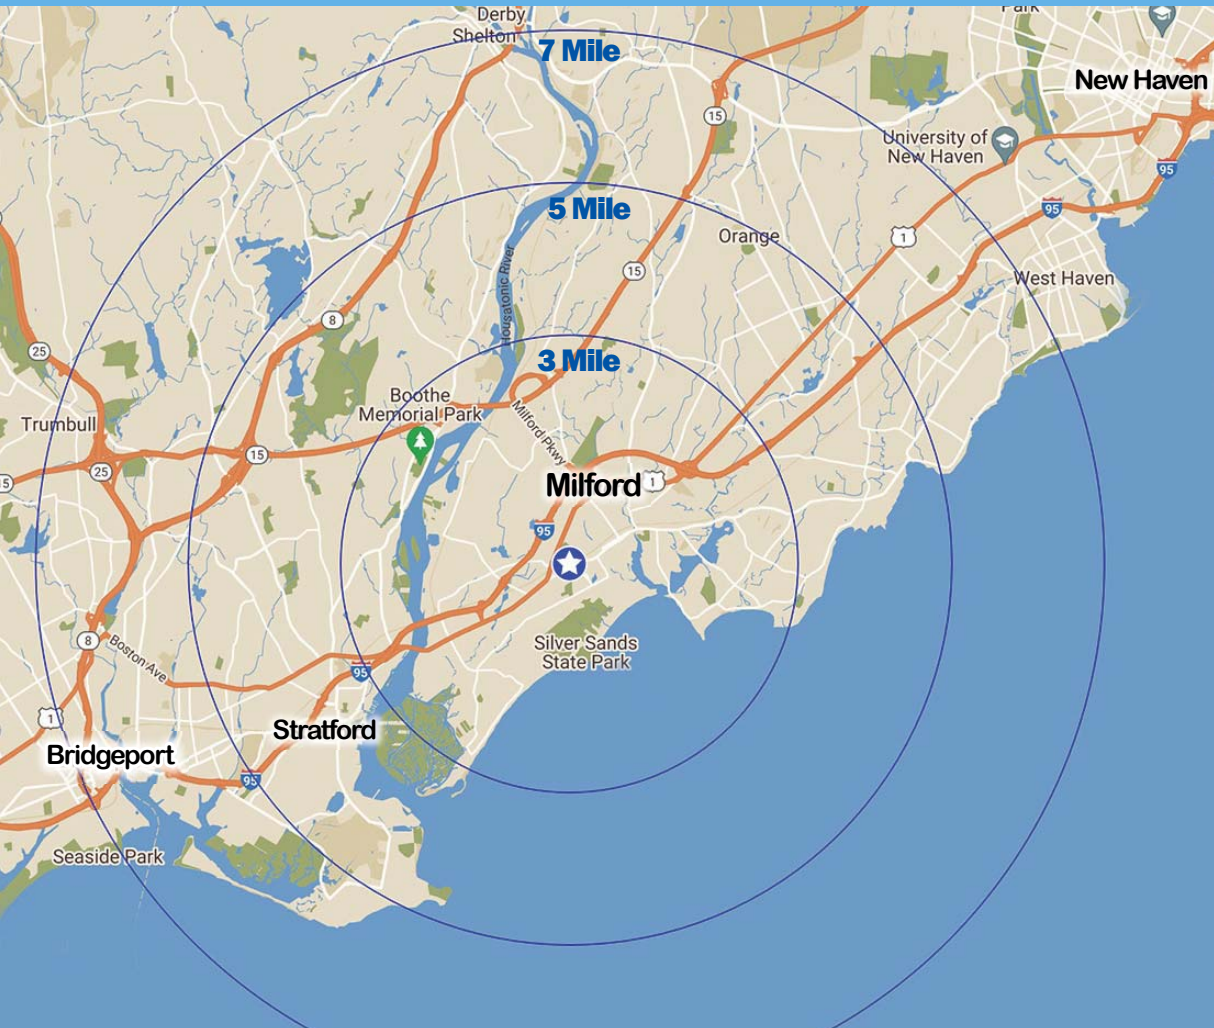 Derby
Shelton
7 Mile
Park
New Haven
15
University of
New Haven
95
5 Mile
95
1
Orange
15
West Haven
Housatonic River
8
25
3 Mile
Boothe
Memorial Park
Milford Pkwy
Trumbull
15
25
15
Milford
1
95
8
Boston Ave
Silver Sands
State Park
95
1
Stratford
Bridgeport
95
Seaside Park